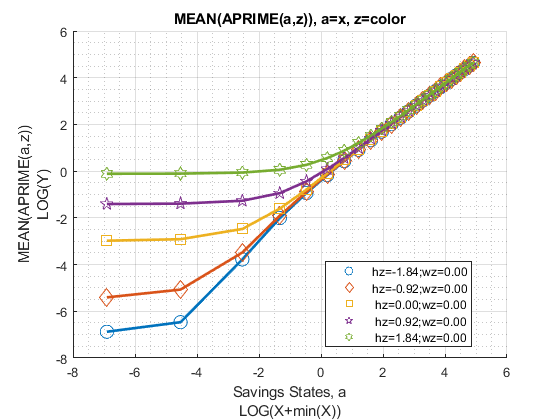 MEAN(APRIME(a,z)), a=x, z=color
MEAN(APRIME(a,z))
LOG(Y)
6
4
2
0
-2
-4
-6
-8
-8
-6
-4
-2
0
2
4
6
hz=-1.84;wz=0.00
hz=-0.92;wz=0.00
hz=0.00;wz=0.00
hz=0.92;wz=0.00
hz=1.84;wz=0.00
Savings States, a
LOG(X+min(X))